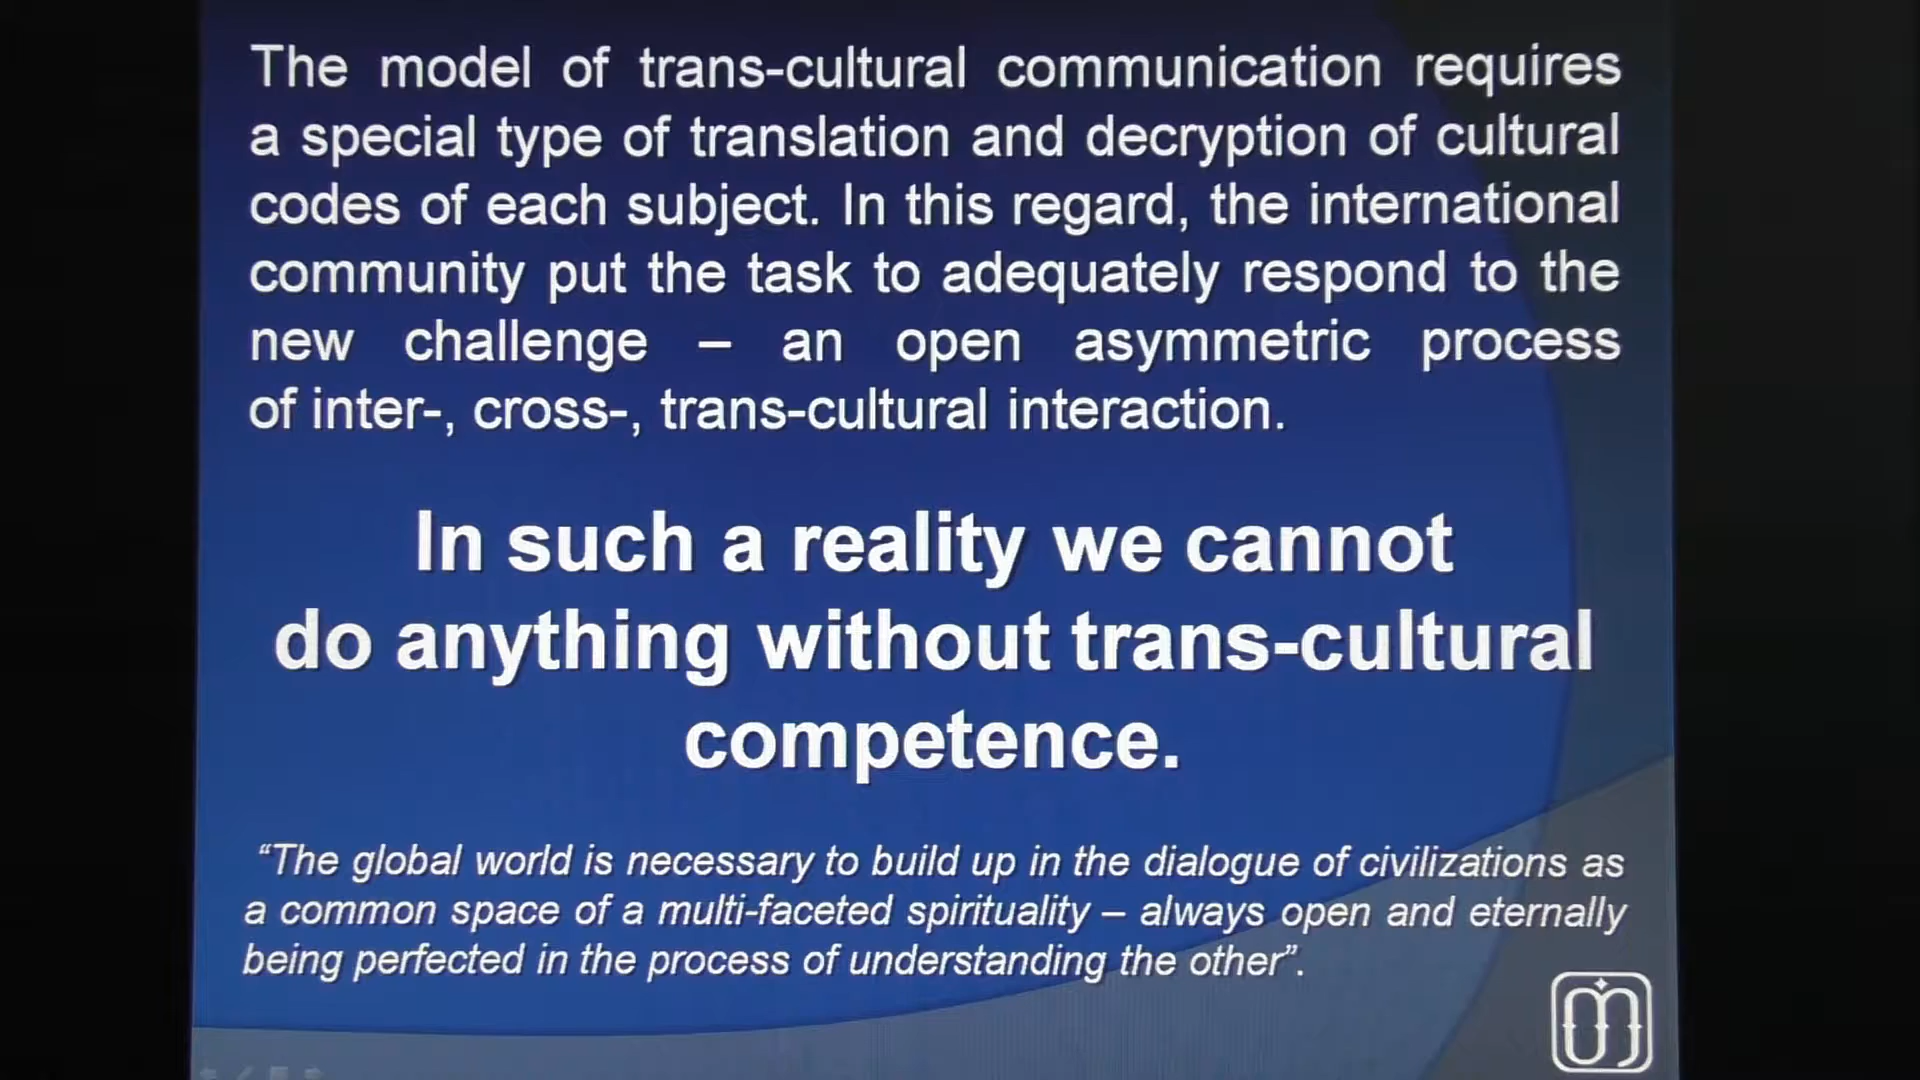 The model of trans-cultural communication requires
a special type of translation and decryption of cultural
codes of each subject. In this regard, the international
community put the task to adequately respond to the
new challenge – an open asymmetric process
of inter-, cross-, trans-cultural interaction.
In such a reality we cannot
do anything without trans-cultural
competence.
“The global world is necessary to build up in the dialogue of civilizations as
a common space of a multi-faceted spirituality – always open and eternally
being perfected in the process of understanding the other”.